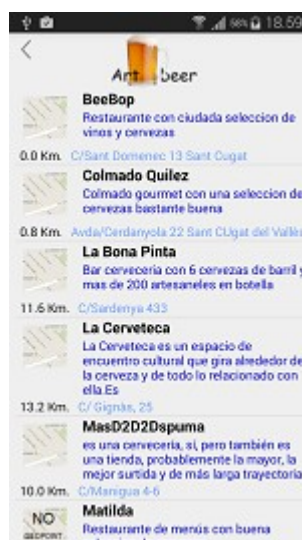 68% 18.59
Art beer
BeeBop
Restaurante con ciudada seleccion de
vinos y cervezas
0.0 Km. C/Sant Domenec 13 Sant Cugat
Colmado Quilez
Colmado gourmet con una seleccion de
cervezas bastante buena
0.8 Km. Avda/Cerdanyola 22 Sant CUgat del Vallès
La Bona Pinta
Bar cerveceria con 6 cervezas de barril y
mas de 200 artesaneles en botella
11.6 Km. C/Sardenya 433
La Cerveteca
La Cerveteca es un espacio de
encuentro cultural que gira alrededor de
la cerveza y de todo lo relacionado con
ella.Es
13.2 Km. C/ Gignàs, 25
MasD2D2Dspuma
es una cervecería, sí, pero también es
una tienda, probablemente la mayor, la
mejor surtida y de más larga trayectoria
10.0 Km. C/Manigua 4-6
Matilda
NO
GEOPOINT
Restaurante de menús con buena